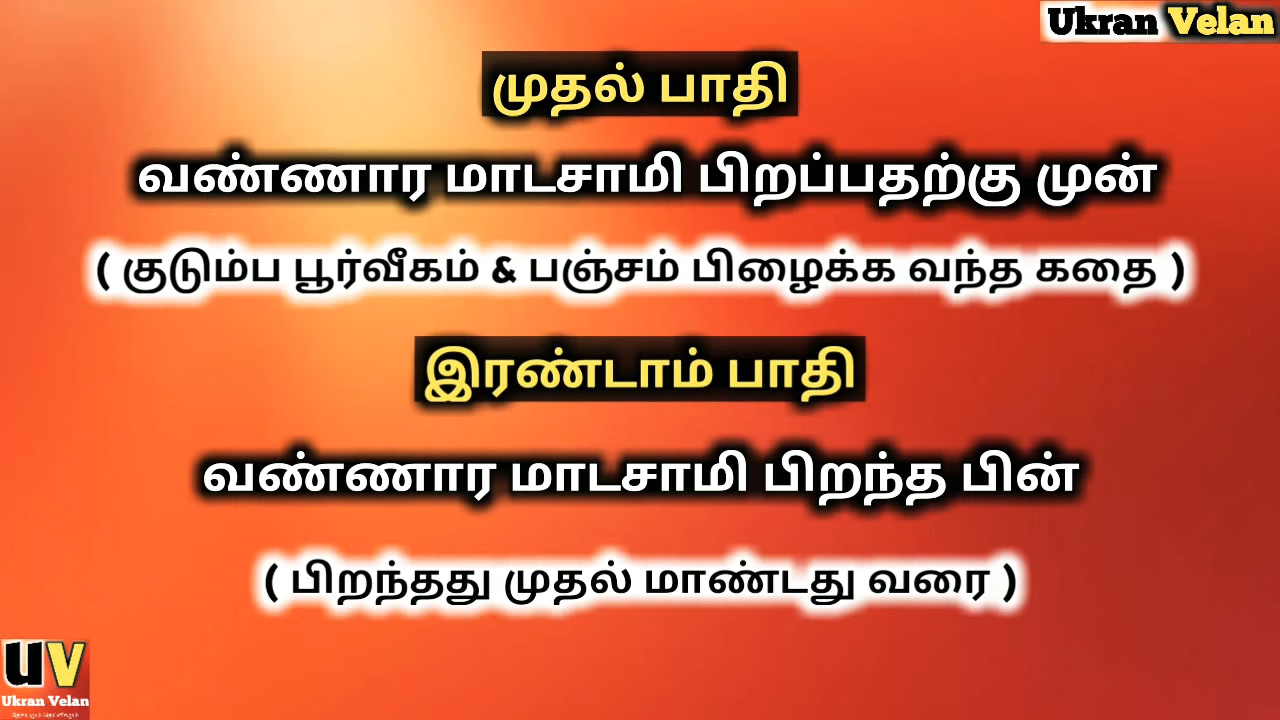 Ukran Velan
முதல் பாதி
வண்ணார மாடசாமி பிறப்பதற்கு முன்
( குடும்ப பூர்வீகம் & பஞ்சம் பிழைக்க வந்த கதை )
இரண்டாம் பாதி
வண்ணார மாடசாமி பிறந்த பின்
( பிறந்தது முதல் மாண்டது வரை )
UV
Ukran Velan